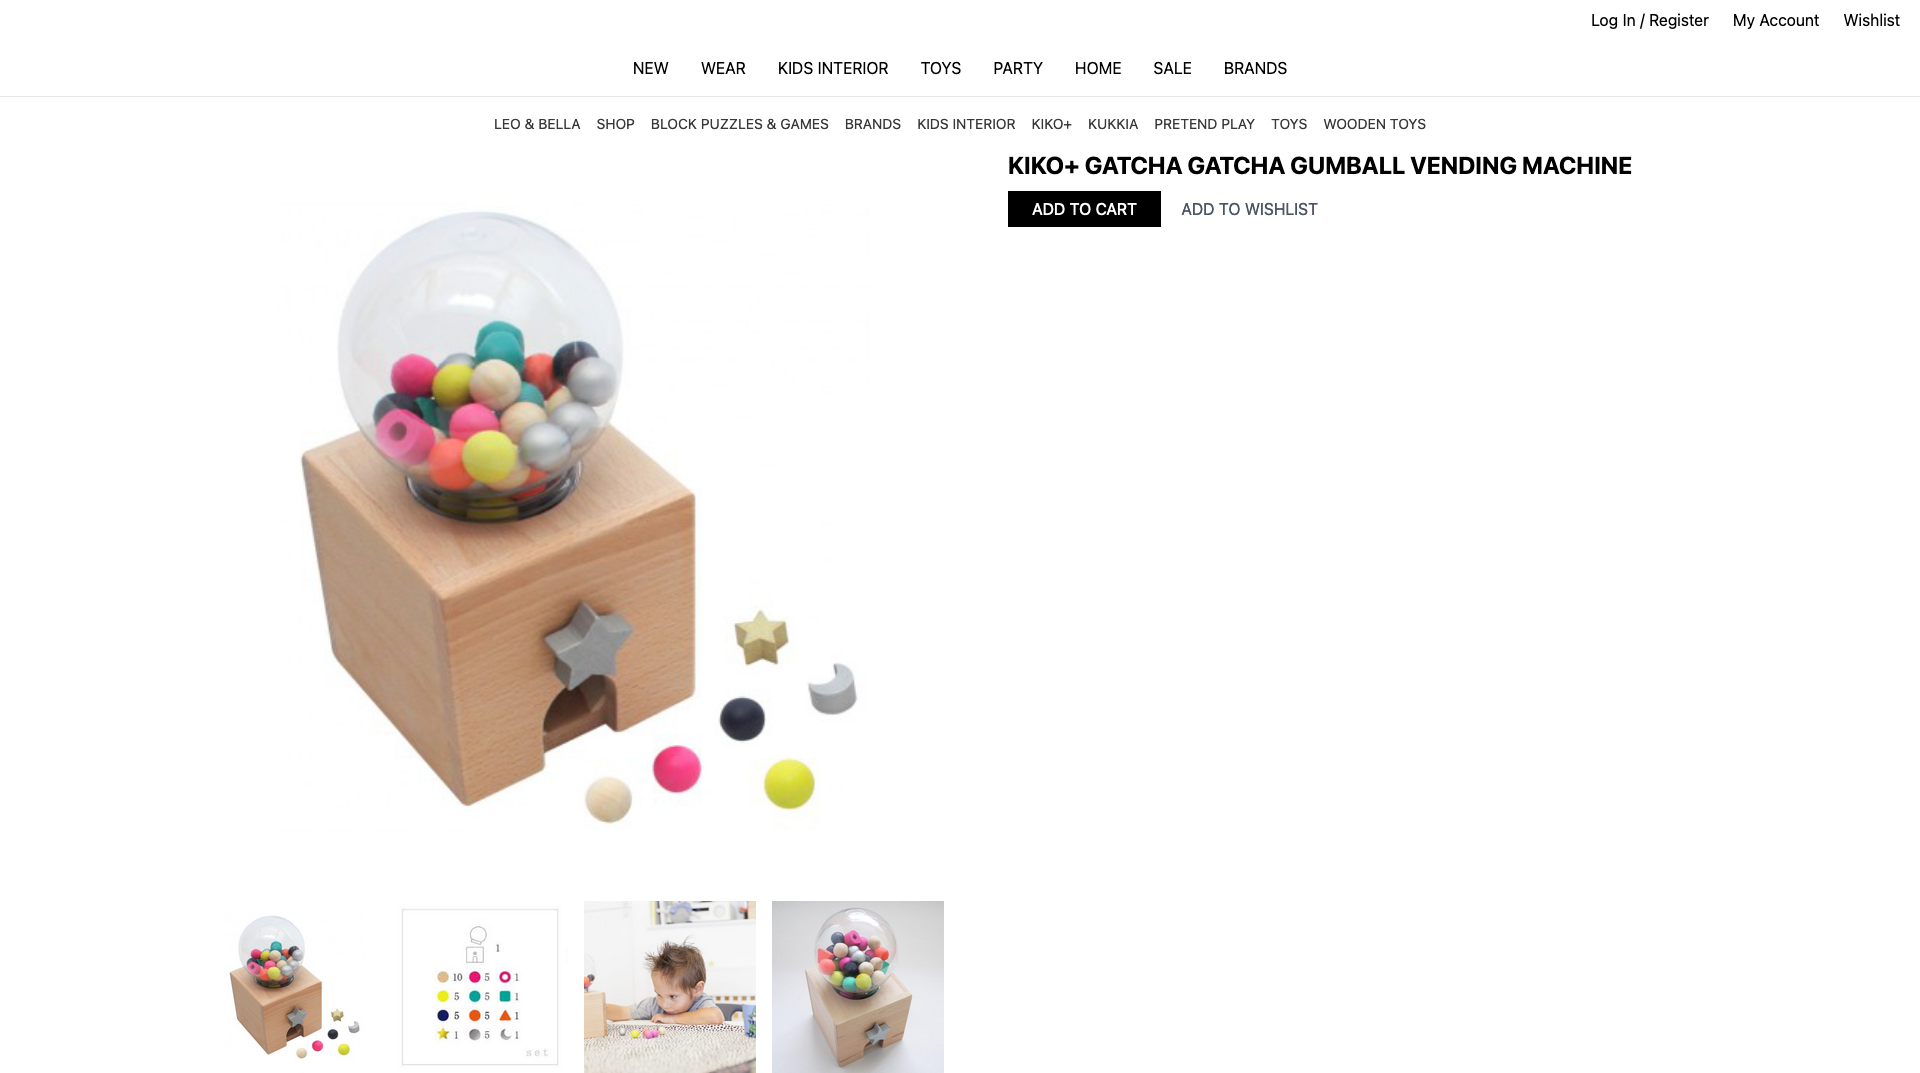 Log In / Register My Account Wishlist
NEW WEAR KIDS INTERIOR TOYS PARTY HOME SALE BRANDS
LEO & BELLA SHOP BLOCK PUZZLES & GAMES BRANDS KIDS INTERIOR KIKO+ KUKKIA PRETEND PLAY TOYS WOODEN TOYS
KIKO+ GATCHA GATCHA GUMBALL VENDING MACHINE
ADD TO CART ADD TO WISHLIST
1
10 5 1
5 5 1
5 5 1
1 5 1
set